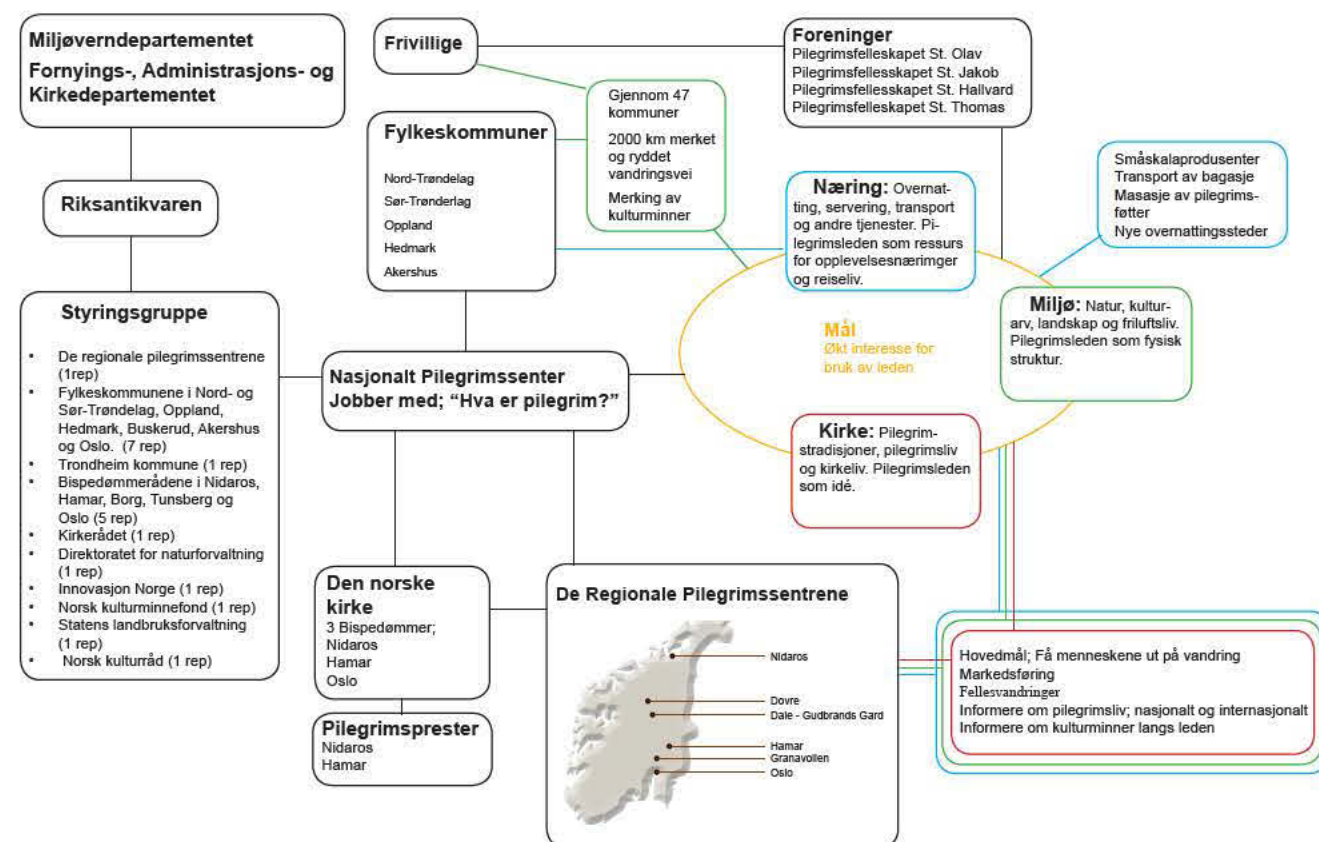 Miljøverndepartementet
Fornyings-, Administrasjons- og
Kirkedepartementet
Riksantikvaren
Styringsgruppe
• De regionale pilegrimssentrene
(1rep)
• Fylkeskommunene i Nord- og
Sør-Trøndelag, Oppland,
Hedmark, Buskerud, Akershus
og Oslo. (7 rep)
• Trondheim kommune (1 rep)
• Bispedømmerådene i Nidaros,
Hamar, Borg, Tunsberg og
Oslo (5 rep)
• Kirkerådet (1 rep)
• Direktoratet for naturforvaltning
(1 rep)
• Innovasjon Norge (1 rep)
• Norsk kulturminnefond (1 rep)
• Statens landbruksforvaltning
(1 rep)
• Norsk kulturråd (1 rep)
Frivillige
Fylkeskommuner
Nord-Trøndelag
Sør-Trønderlag
Oppland
Hedmark
Akershus
Gjennom 47
kommuner
2000 km merket
og ryddet
vandringsvei
Merking av
kulturminner
Foreninger
Pilegrimsfelleskapet St. Olav
Pilegrimsfellesskapet St. Jakob
Pilegrimsfellesskapet St. Hallvard
Pilegrimsfellesskapet St. Thomas
Næring: Overnat-
ting, servering, transport
og andre tjenester. Pi-
legrimsleden som ressurs
for opplevelsesnærimger
og reiseliv.
Småskalaprodusenter
Transport av bagasje
Masasje av pilegrims-
føtter
Nye overnattingssteder
Mål
Økt interesse for
bruk av leden
Miljø: Natur, kultur-
arv, landskap og friluftsliv.
Pilegrimsleden som fysisk
struktur.
Kirke: Pilegrim-
stradisjoner, pilegrimsliv
og kirkeliv. Pilegrimsleden
som idé.
Nasjonalt Pilegrimssenter
Jobber med; “Hva er pilegrim?”
Den norske
kirke
3 Bispedømmer;
Nidaros
Hamar
Oslo
Pilegrimsprester
Nidaros
Hamar
De Regionale Pilegrimssentrene
Nidaros
Dovre
Dale - Gudbrands Gard
Hamar
Granavollen
Oslo
Hovedmål; Få menneskene ut på vandring
Markedsføring
Fellesvandringer
Informere om pilegrimsliv; nasjonalt og internasjonalt
Informere om kulturminner langs leden